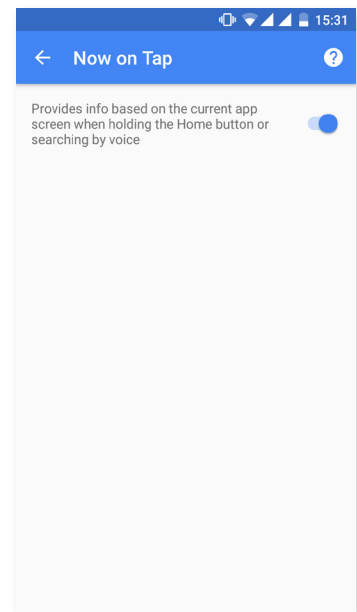 15:31
Now on Tap
Provides info based on the current app
screen when holding the Home button or
searching by voice